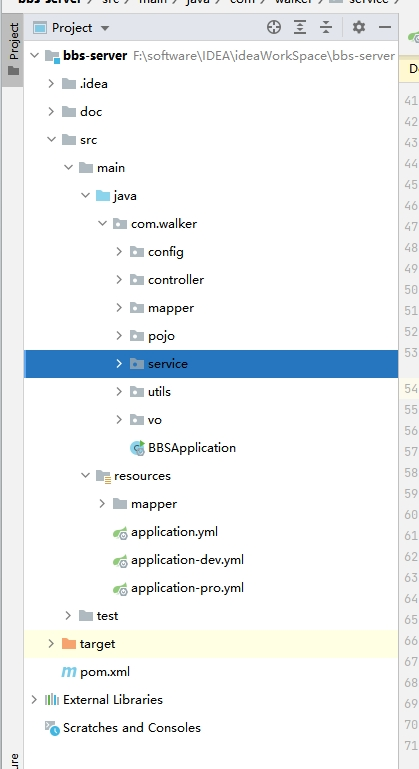 bbs-server src main java com walker service
Project
Project
bbs-server F:\software\IDEA\ideaWorkSpace\bbs-server
.idea
doc
src
main
java
com.walker
config
controller
mapper
pojo
service
utils
vo
BBSApplication
resources
mapper
application.yml
application-dev.yml
application-pro.yml
test
target
pom.xml
External Libraries
Scratches and Consoles
41
42
43
44
45
46
47
48
49
50
51
52
53
54
55
56
57
58
59
60
61
62
63
64
65
66
67
68
69
70
71